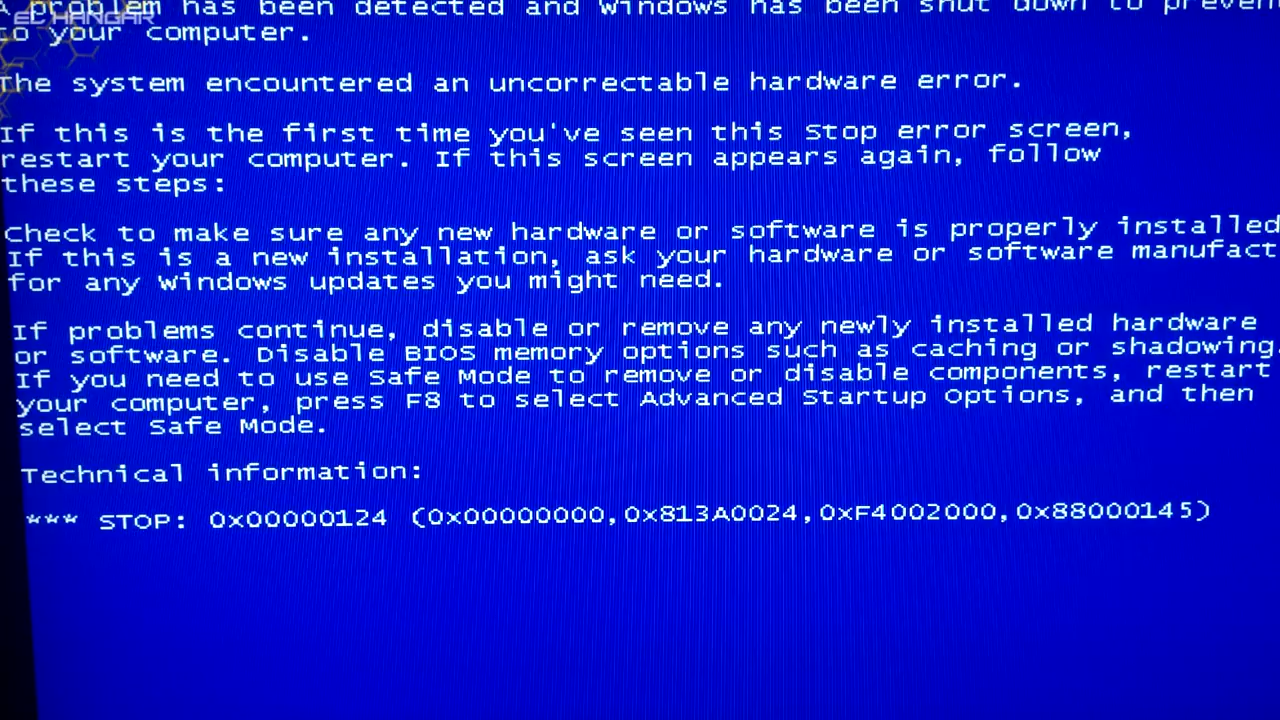 EL HANGAR
A problem has been detected and Windows has been shut down to prevent
to your computer.
The system encountered an uncorrectable hardware error.
If this is the first time you've seen this Stop error screen,
restart your computer. If this screen appears again, follow
these steps:
Check to make sure any new hardware or software is properly installed
If this is a new installation, ask your hardware or software manufact
for any Windows updates you might need.
If problems continue, disable or remove any newly installed hardware
or software. Disable BIOS memory options such as caching or shadowing.
If you need to use Safe Mode to remove or disable components, restart
your computer, press F8 to select Advanced Startup Options, and then
select Safe Mode.
Technical information:
*** STOP: 0x00000124 (0x00000000,0x813A0024,0xF4002000,0x88000145)